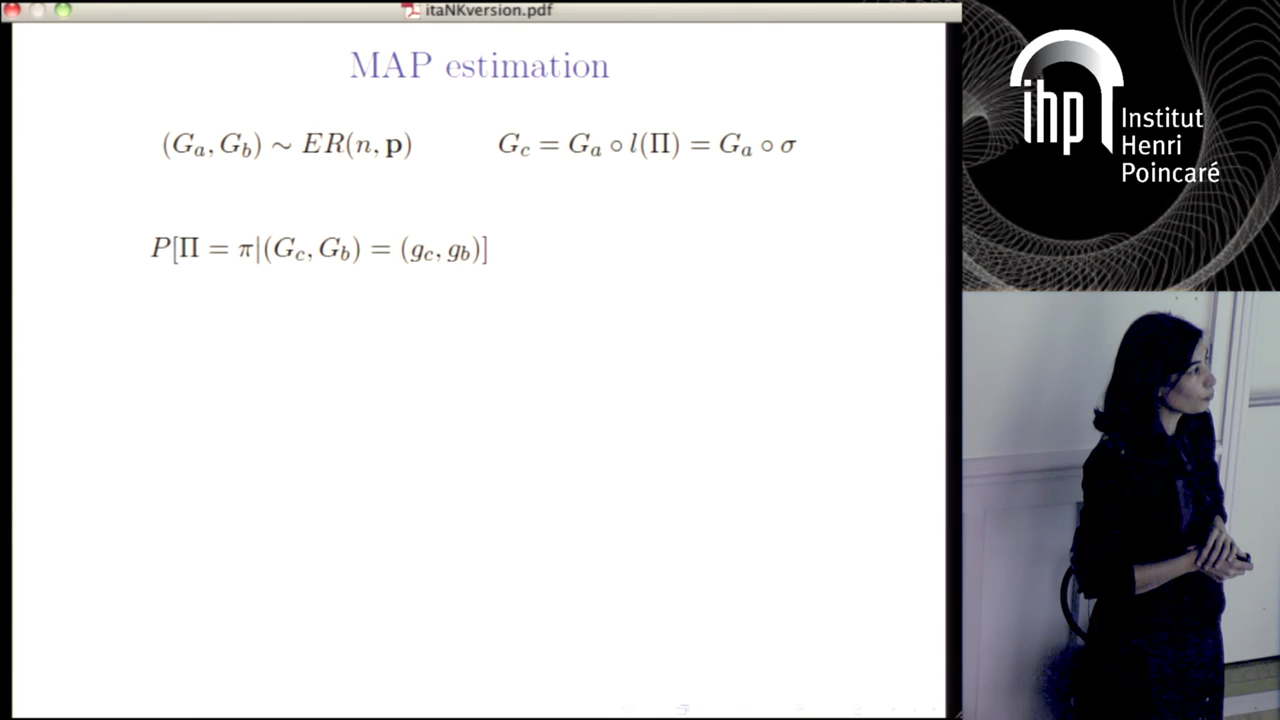 itaNKversion.pdf
MAP estimation
(G_a, G_b) ∼ ER(n, p)    G_c = G_a ∘ l(Π) = G_a ∘ σ
P[Π = π|(G_c, G_b) = (g_c, g_b)]
ihp
Institut
Henri
Poincaré